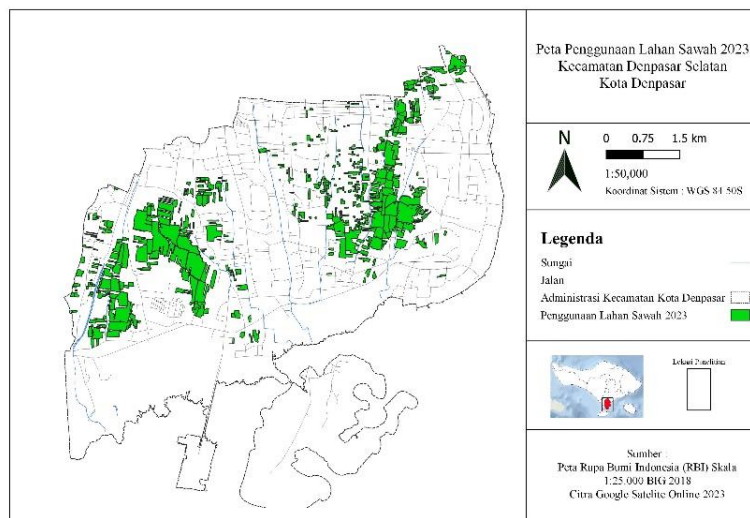 Peta Penggunaan Lahan Sawah 2023
Kecamatan Denpasar Selatan
Kota Denpasar
N
0 0.75 1.5 km
1:50,000
Koordinat Sistem : WGS 84 50S
Legenda
Sungai
Jalan
Administrasi Kecamatan Kota Denpasar
Penggunaan Lahan Sawah 2023
Lokasi Penelitian
Sumber :
Peta Rupa Bumi Indonesia (RBI) Skala
1:25.000 BIG 2018
Citra Google Satelite Online 2023